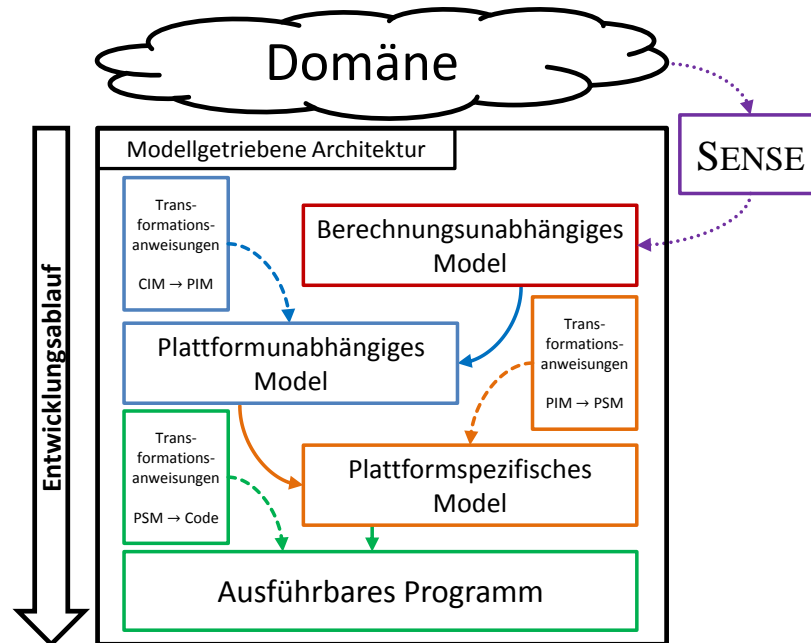 Domäne
SENSE
Entwicklungsablauf
Modellgetriebene Architektur
Trans-
formations-
anweisungen
CIM → PIM
Berechnungsunabhängiges
Model
Plattformunabhängiges
Model
Trans-
formations-
anweisungen
PIM → PSM
Trans-
formations-
anweisungen
PSM → Code
Plattformspezifisches
Model
Ausführbares Programm